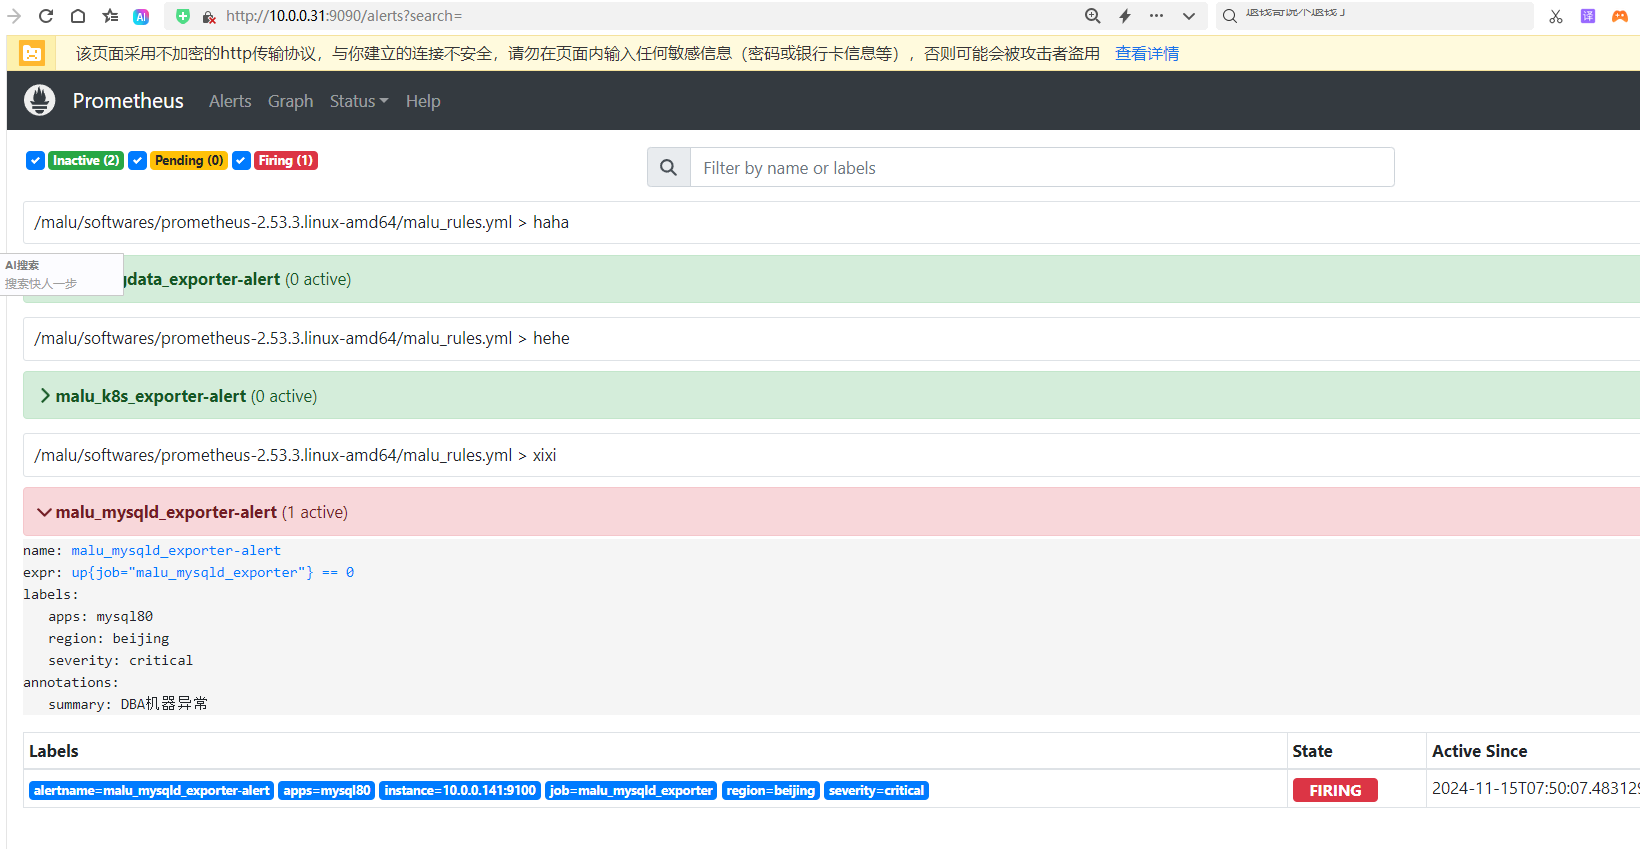 AI
http://10.0.0.31:9090/alerts?search=
该页面采用不加密的http传输协议，与你建立的连接不安全，请勿在页面内输入任何敏感信息（密码或银行卡信息等），否则可能会被攻击者盗用 查看详情
译
Prometheus Alerts Graph Status Help
Inactive (2) Pending (0) Firing (1)
Filter by name or labels
/malu/softwares/prometheus-2.53.3.linux-amd64/malu_rules.yml > haha
AI搜索
搜索快人一步
gdata_exporter-alert (0 active)
/malu/softwares/prometheus-2.53.3.linux-amd64/malu_rules.yml > hehe
malu_k8s_exporter-alert (0 active)
/malu/softwares/prometheus-2.53.3.linux-amd64/malu_rules.yml > xixi
malu_mysqld_exporter-alert (1 active)
name: malu_mysqld_exporter-alert
expr: up{job="malu_mysqld_exporter"} == 0
labels:
apps: mysql80
region: beijing
severity: critical
annotations:
summary: DBA机器异常
Labels State Active Since
alertname=malu_mysqld_exporter-alert apps=mysql80 instance=10.0.0.141:9100 job=malu_mysqld_exporter region=beijing severity=critical FIRING 2024-11-15T07:50:07.483129